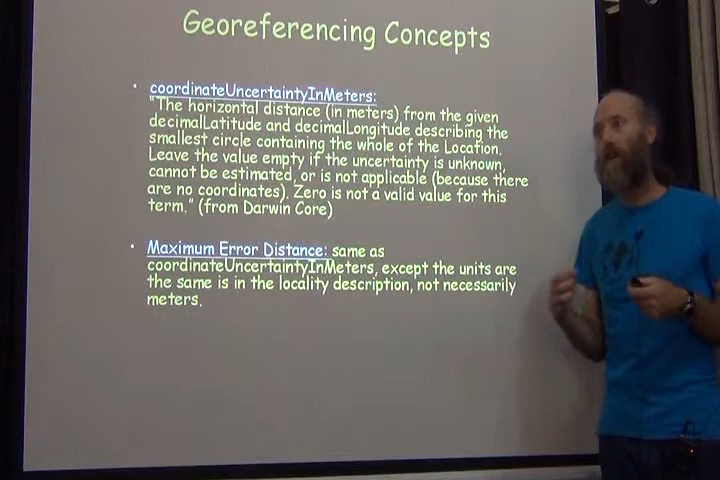 Georeferencing Concepts
• coordinateUncertaintyInMeters:
"The horizontal distance (in meters) from the given
decimalLatitude and decimalLongitude describing the
smallest circle containing the whole of the Location.
Leave the value empty if the uncertainty is unknown,
cannot be estimated, or is not applicable (because there
are no coordinates). Zero is not a valid value for this
term." (from Darwin Core)
• Maximum Error Distance: same as
coordinateUncertaintyInMeters, except the units are
the same is in the locality description, not necessarily
meters.